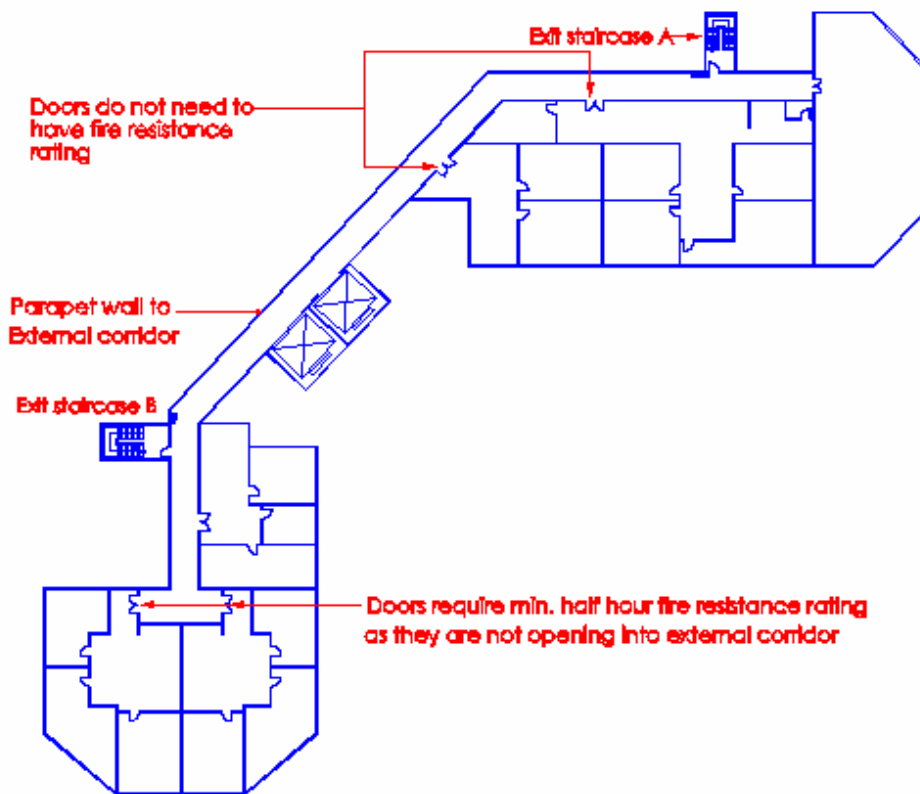 Exit staircase A
Doors do not need to
have fire resistance
rating
Parapet wall to
External corridor
Exit staircase B
Doors require min. half hour fire resistance rating
as they are not opening into external corridor